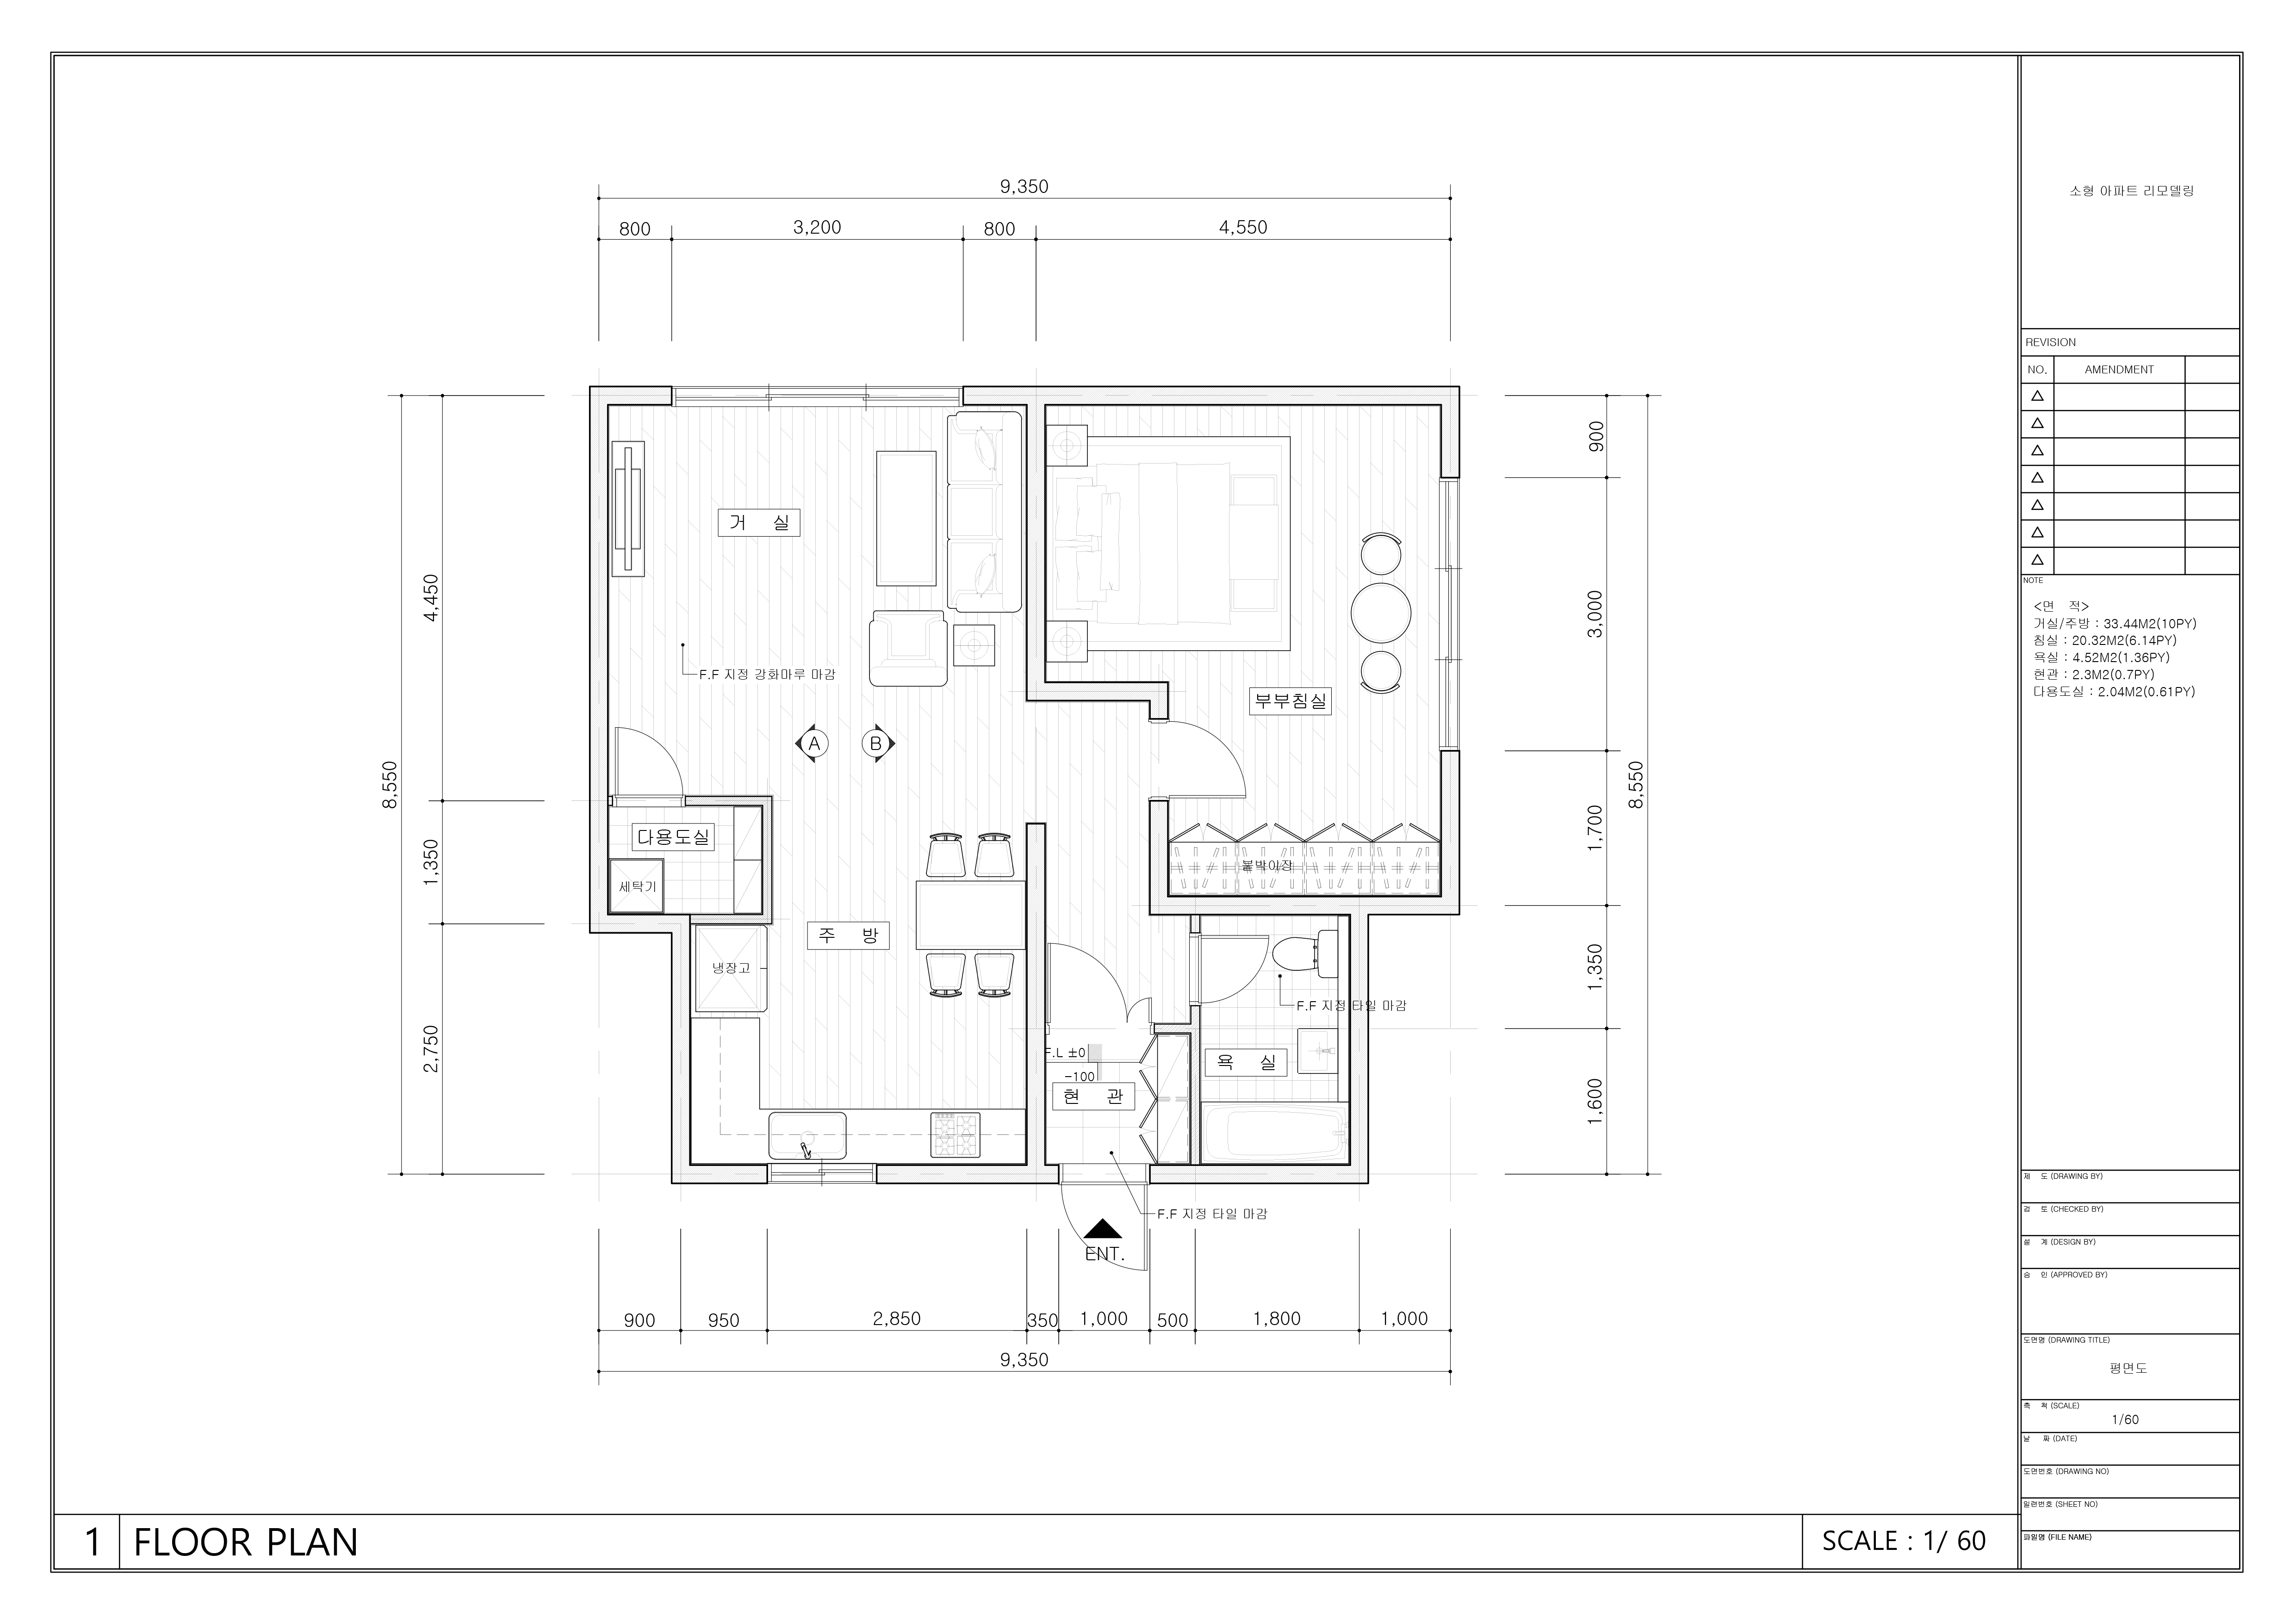 9,350
800
3,200
800
4,550
4,450
1,350
2,750
8,550
900
3,000
1,700
1,350
1,600
8,550
거 실
F.F 지정 강화마루 마감
A
B
부부침실
붙박이장
다용도실
세탁기
주 방
냉장고
F.F 지정 타일 마감
욕 실
F.L ±0
-100
현 관
F.F 지정 타일 마감
ENT.
900
950
2,850
350
1,000
500
1,800
1,000
9,350
1
FLOOR PLAN
SCALE : 1/ 60
소형 아파트 리모델링
REVISION
NO.
AMENDMENT
NOTE
<면 적>
거실/주방 : 33.44M2(10PY)
침실 : 20.32M2(6.14PY)
욕실 : 4.52M2(1.36PY)
현관 : 2.3M2(0.7PY)
다용도실 : 2.04M2(0.61PY)
제 도 (DRAWING BY)
검 토 (CHECKED BY)
설 계 (DESIGN BY)
승 인 (APPROVED BY)
도면명 (DRAWING TITLE)
평면도
축 척 (SCALE)
1/60
날 짜 (DATE)
도면번호 (DRAWING NO)
일련번호 (SHEET NO)
파일명 (FILE NAME)